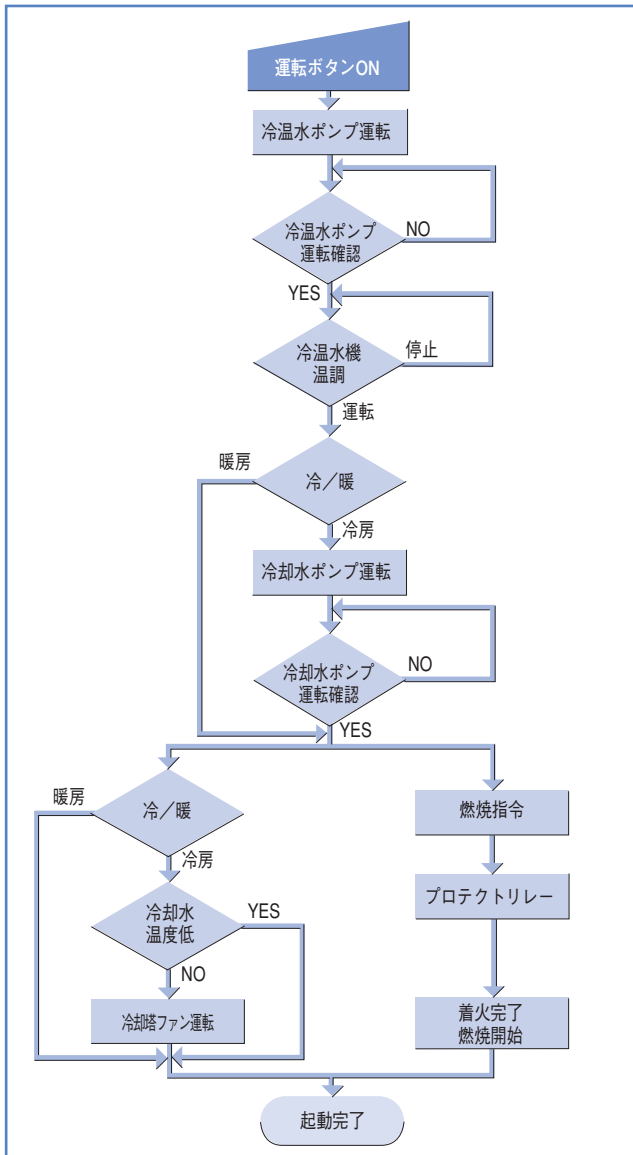 運転ボタンON
冷温水ポンプ運転
冷温水ポンプ
運転確認
NO
YES
冷温水機
温調
停止
運転
暖房
冷／暖
冷房
冷却水ポンプ運転
冷却水ポンプ
運転確認
NO
YES
暖房
冷／暖
冷房
冷却水
温度低
YES
NO
冷却塔ファン運転
燃焼指令
プロテクトリレー
着火完了
燃焼開始
起動完了